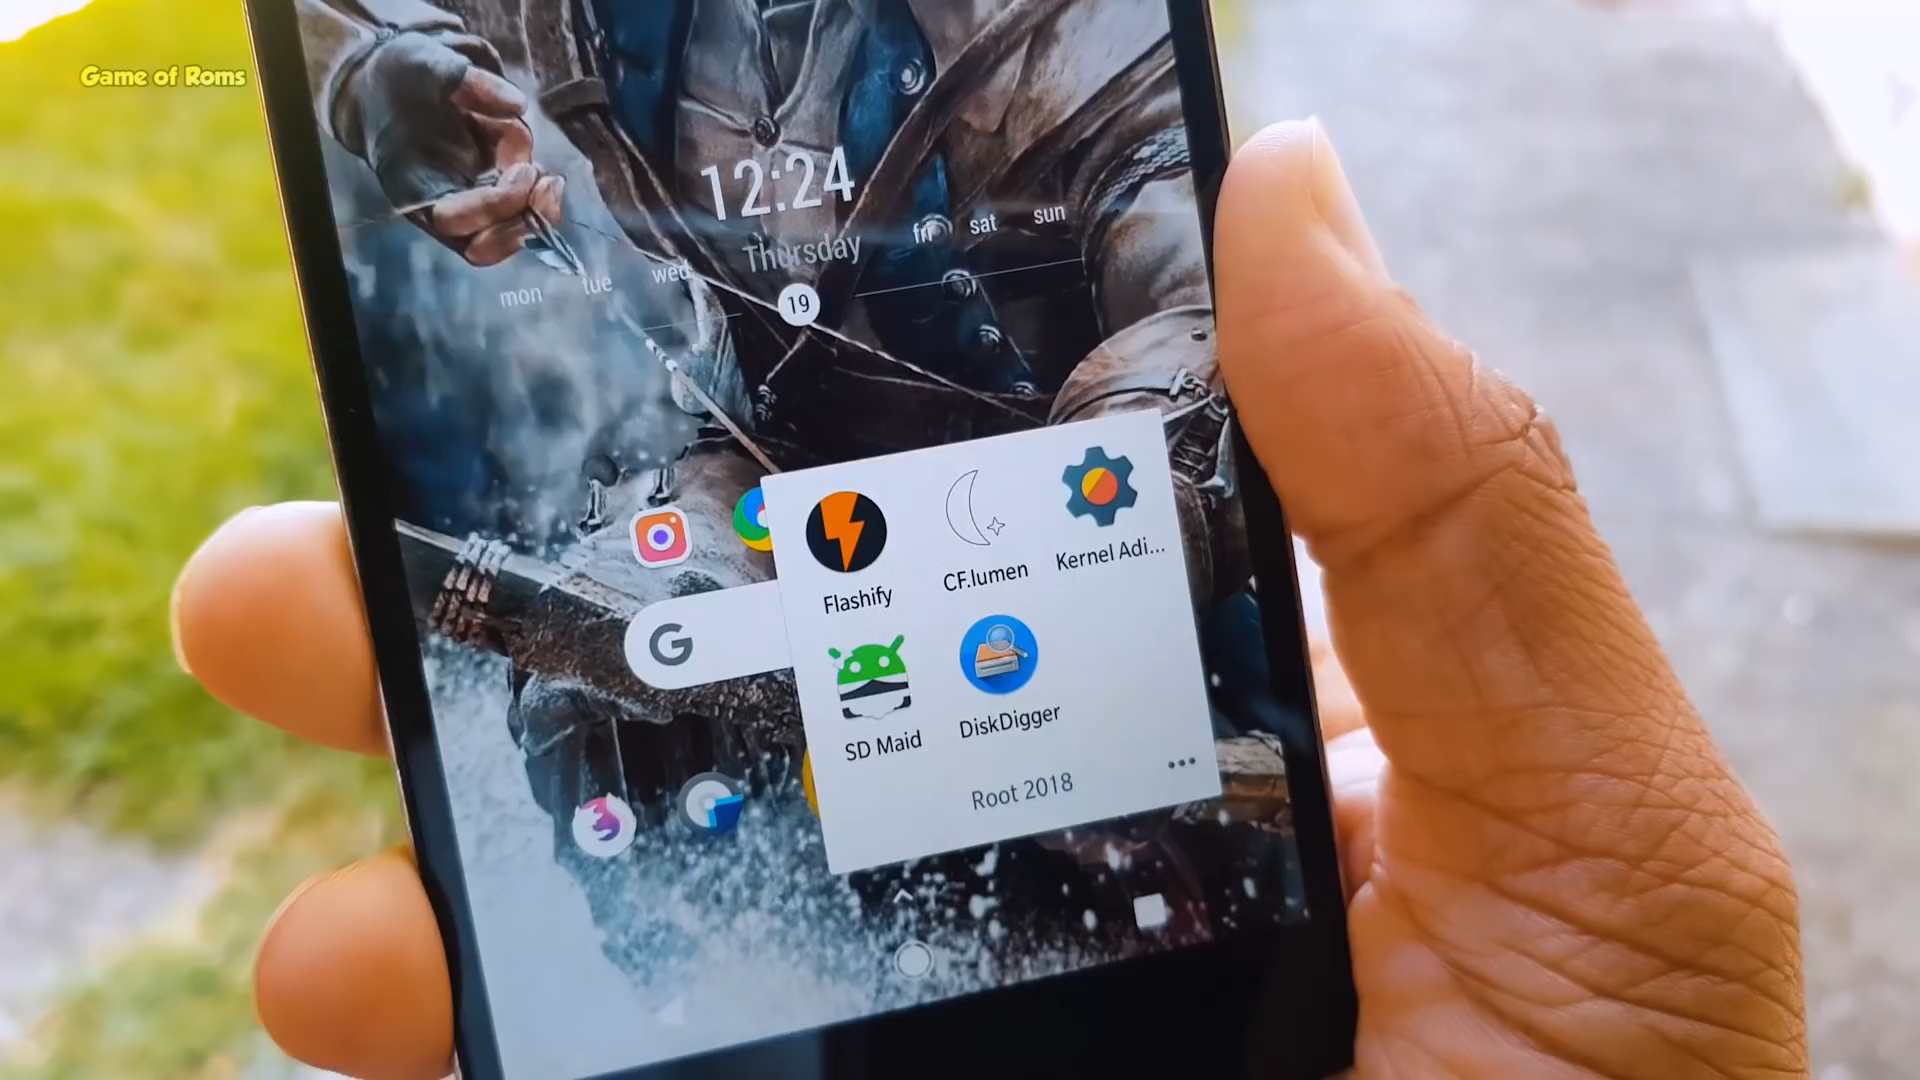 Game of Roms
12:24
Thursday
mon tue wed fri sat sun
19
Flashify
CF.lumen
Kernel Adi...
G
SD Maid
DiskDigger
Root 2018